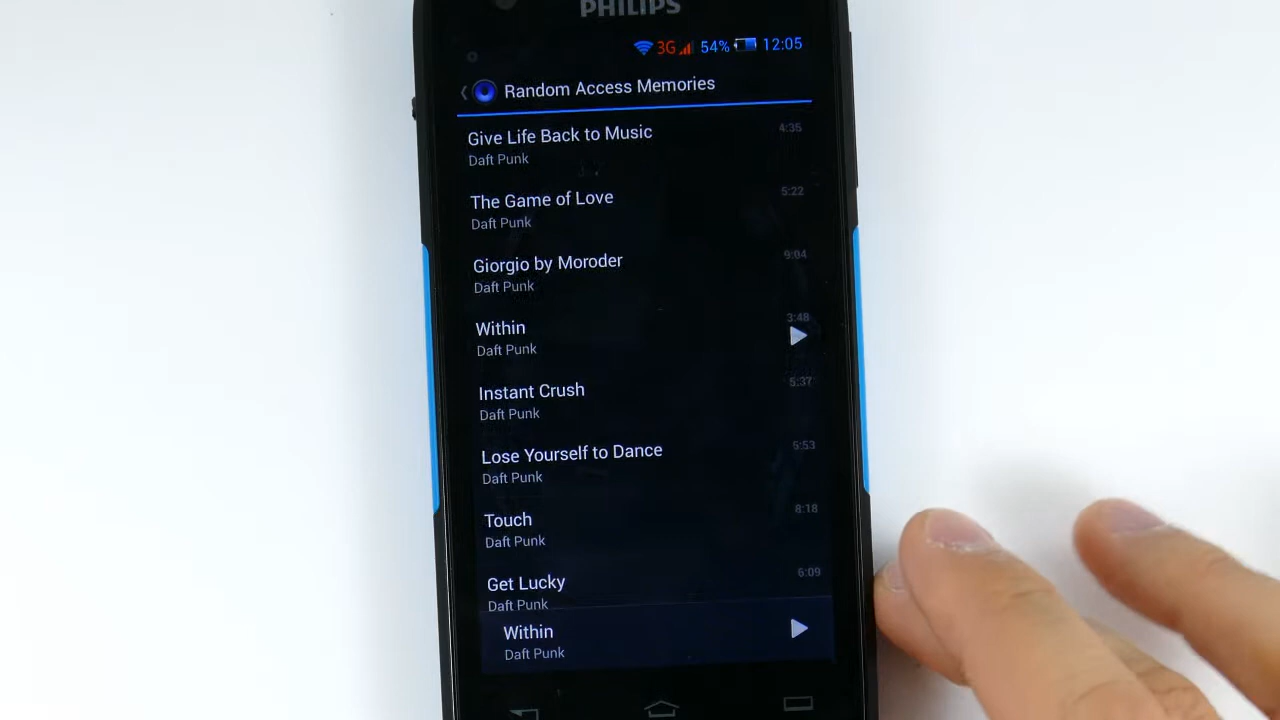 PHILIPS
3G 54% 12:05
Random Access Memories
Give Life Back to Music 4:35
Daft Punk
The Game of Love 5:22
Daft Punk
Giorgio by Moroder 9:04
Daft Punk
Within 3:48
Daft Punk
Instant Crush 5:37
Daft Punk
Lose Yourself to Dance 5:53
Daft Punk
Touch 8:18
Daft Punk
Get Lucky 6:09
Daft Punk
Within
Daft Punk